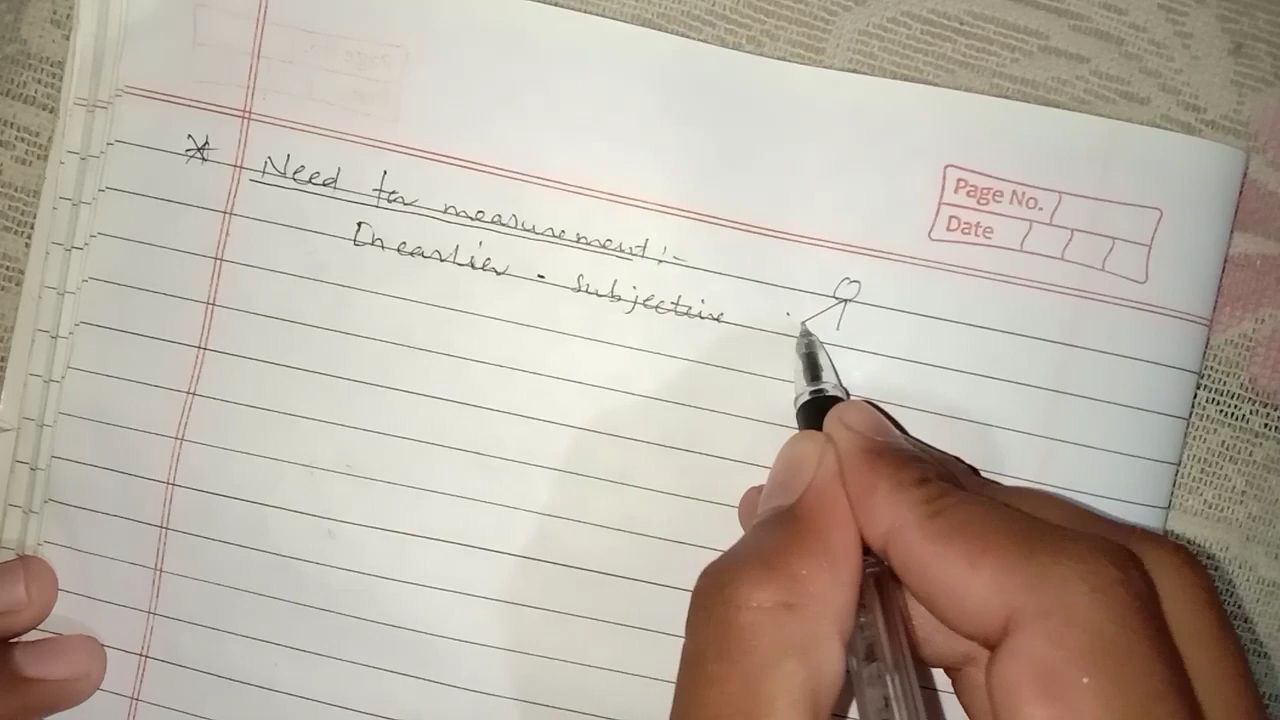 Page No.
Date
* Need for measurement :-
In earlier - Subjective